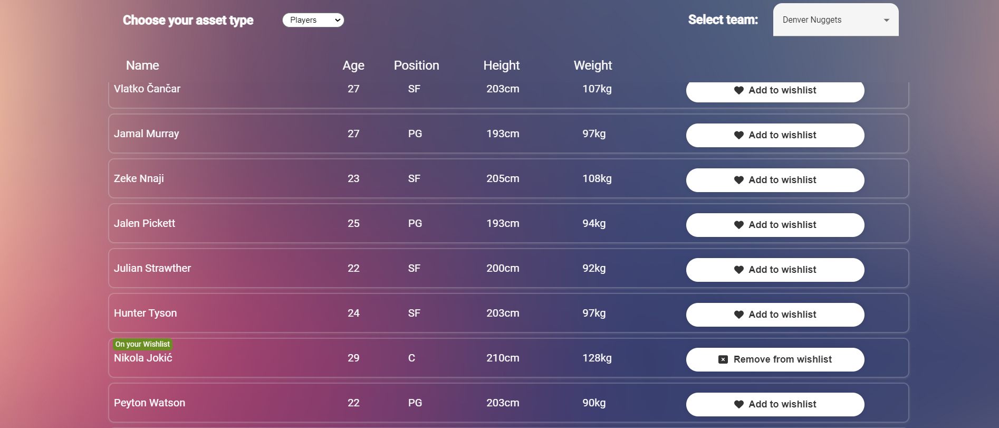 Choose your asset type Players Select team: Denver Nuggets
Name Age Position Height Weight
Vlatko Čančar 27 SF 203cm 107kg Add to wishlist
Jamal Murray 27 PG 193cm 97kg Add to wishlist
Zeke Nnaji 23 SF 205cm 108kg Add to wishlist
Jalen Pickett 25 PG 193cm 94kg Add to wishlist
Julian Strawther 22 SF 200cm 92kg Add to wishlist
Hunter Tyson 24 SF 203cm 97kg Add to wishlist
On your Wishlist
Nikola Jokić 29 C 210cm 128kg Remove from wishlist
Peyton Watson 22 PG 203cm 90kg Add to wishlist